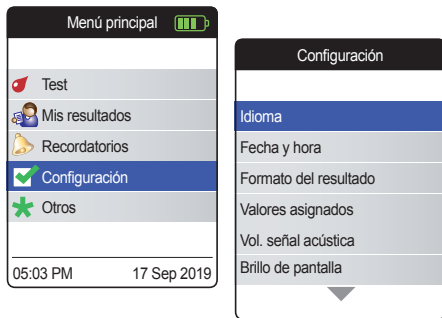 Menú principal
Test
Mis resultados
Recordatorios
Configuración
Otros
05:03 PM 17 Sep 2019
Configuración
Idioma
Fecha y hora
Formato del resultado
Valores asignados
Vol. señal acústica
Brillo de pantalla